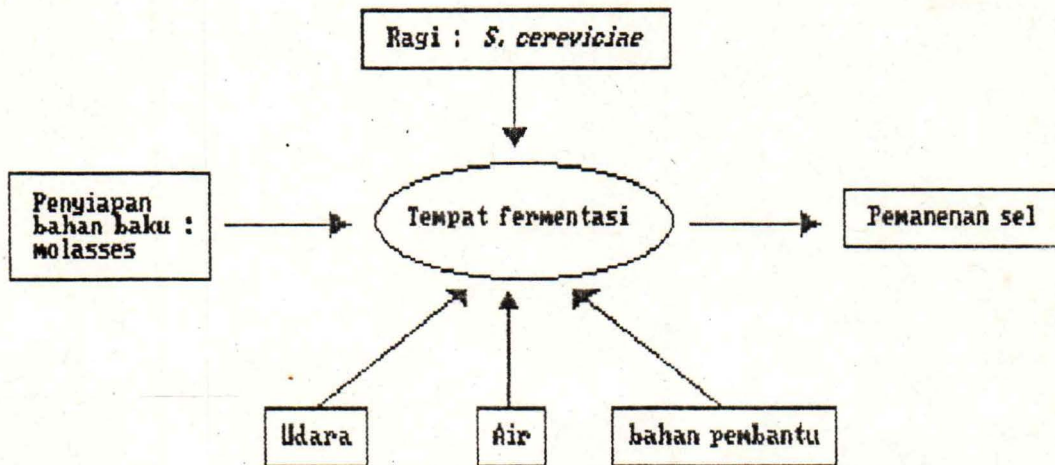 Ragi : S. cereviciae
Penyiapan
bahan baku :
molasses
Tempat fermentasi
Pemanenan sel
Udara
Air
bahan pembantu